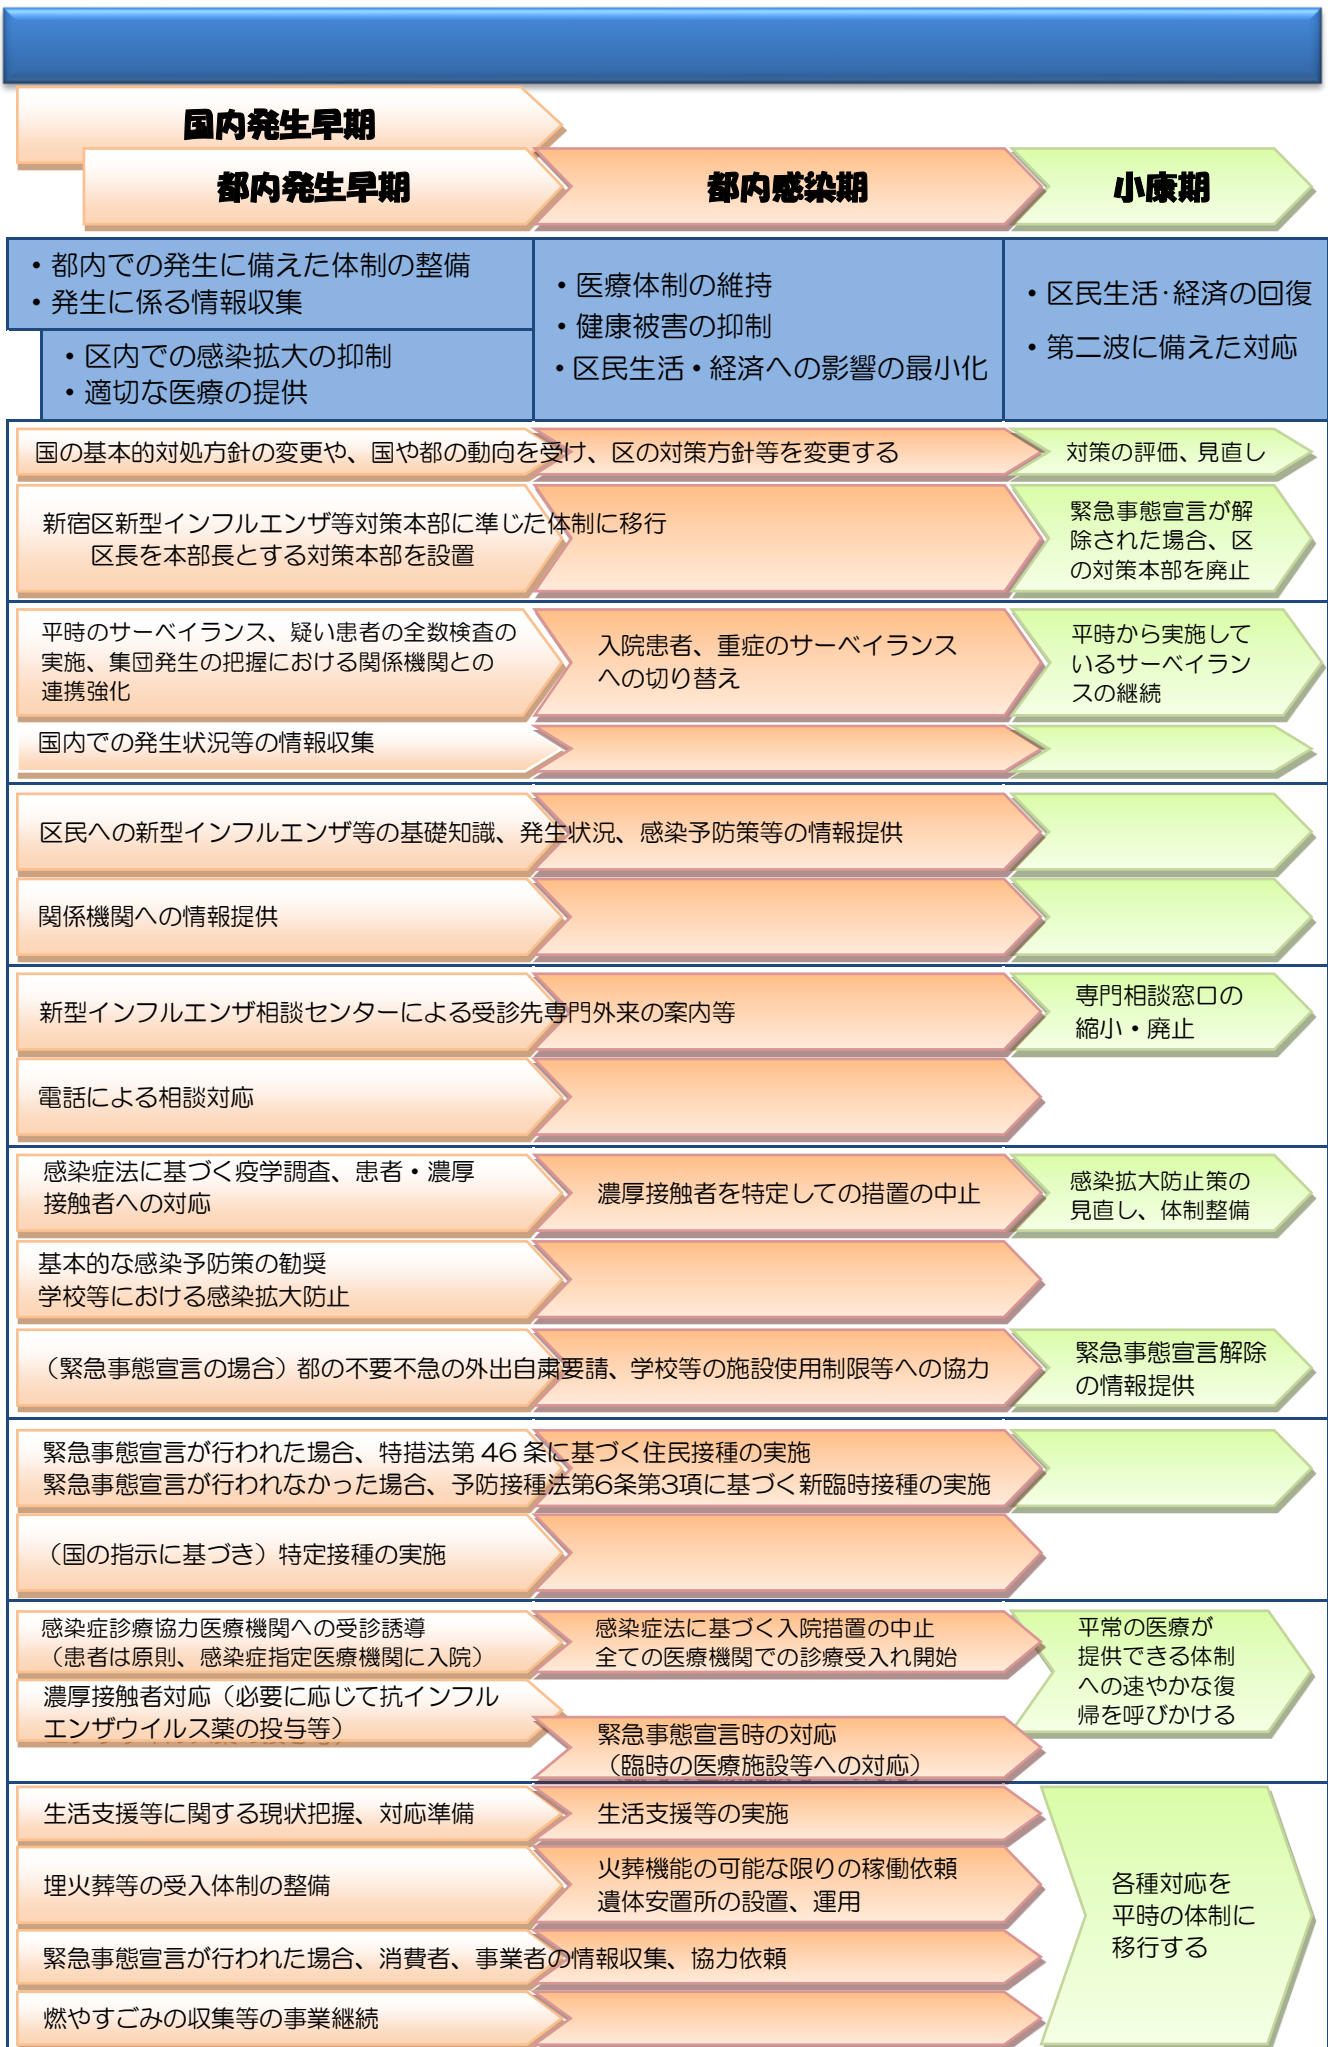 国内発生早期
都内発生早期
都内感染期
小康期
・都内での発生に備えた体制の整備
・発生に係る情報収集
・区内での感染拡大の抑制
・適切な医療の提供
・医療体制の維持
・健康被害の抑制
・区民生活・経済への影響の最小化
・区民生活・経済の回復
・第二波に備えた対応
国の基本的対処方針の変更や、国や都の動向を受け、区の対策方針等を変更する
対策の評価、見直し
新宿区新型インフルエンザ等対策本部に準じた体制に移行
区長を本部長とする対策本部を設置
緊急事態宣言が解
除された場合、区
の対策本部を廃止
平時のサーベイランス、疑い患者の全数検査の
実施、集団発生の把握における関係機関との
連携強化
入院患者、重症のサーベイランス
への切り替え
平時から実施して
いるサーベイラン
スの継続
国内での発生状況等の情報収集
区民への新型インフルエンザ等の基礎知識、発生状況、感染予防策等の情報提供
関係機関への情報提供
新型インフルエンザ相談センターによる受診先専門外来の案内等
専門相談窓口の
縮小・廃止
電話による相談対応
感染症法に基づく疫学調査、患者・濃厚
接触者への対応
濃厚接触者を特定しての措置の中止
感染拡大防止策の
見直し、体制整備
基本的な感染予防策の勧奨
学校等における感染拡大防止
（緊急事態宣言の場合）都の不要不急の外出自粛要請、学校等の施設使用制限等への協力
緊急事態宣言解除
の情報提供
緊急事態宣言が行われた場合、特措法第 46 条に基づく住民接種の実施
緊急事態宣言が行われなかった場合、予防接種法第6条第3項に基づく新臨時接種の実施
（国の指示に基づき）特定接種の実施
感染症診療協力医療機関への受診誘導
（患者は原則、感染症指定医療機関に入院）
感染症法に基づく入院措置の中止
全ての医療機関での診療受入れ開始
平常の医療が
提供できる体制
への速やかな復
帰を呼びかける
濃厚接触者対応（必要に応じて抗インフル
エンザウイルス薬の投与等）
緊急事態宣言時の対応
（臨時の医療施設等への対応）
生活支援等に関する現状把握、対応準備
生活支援等の実施
埋火葬等の受入体制の整備
火葬機能の可能な限りの稼働依頼
遺体安置所の設置、運用
各種対応を
平時の体制に
移行する
緊急事態宣言が行われた場合、消費者、事業者の情報収集、協力依頼
燃やすごみの収集等の事業継続